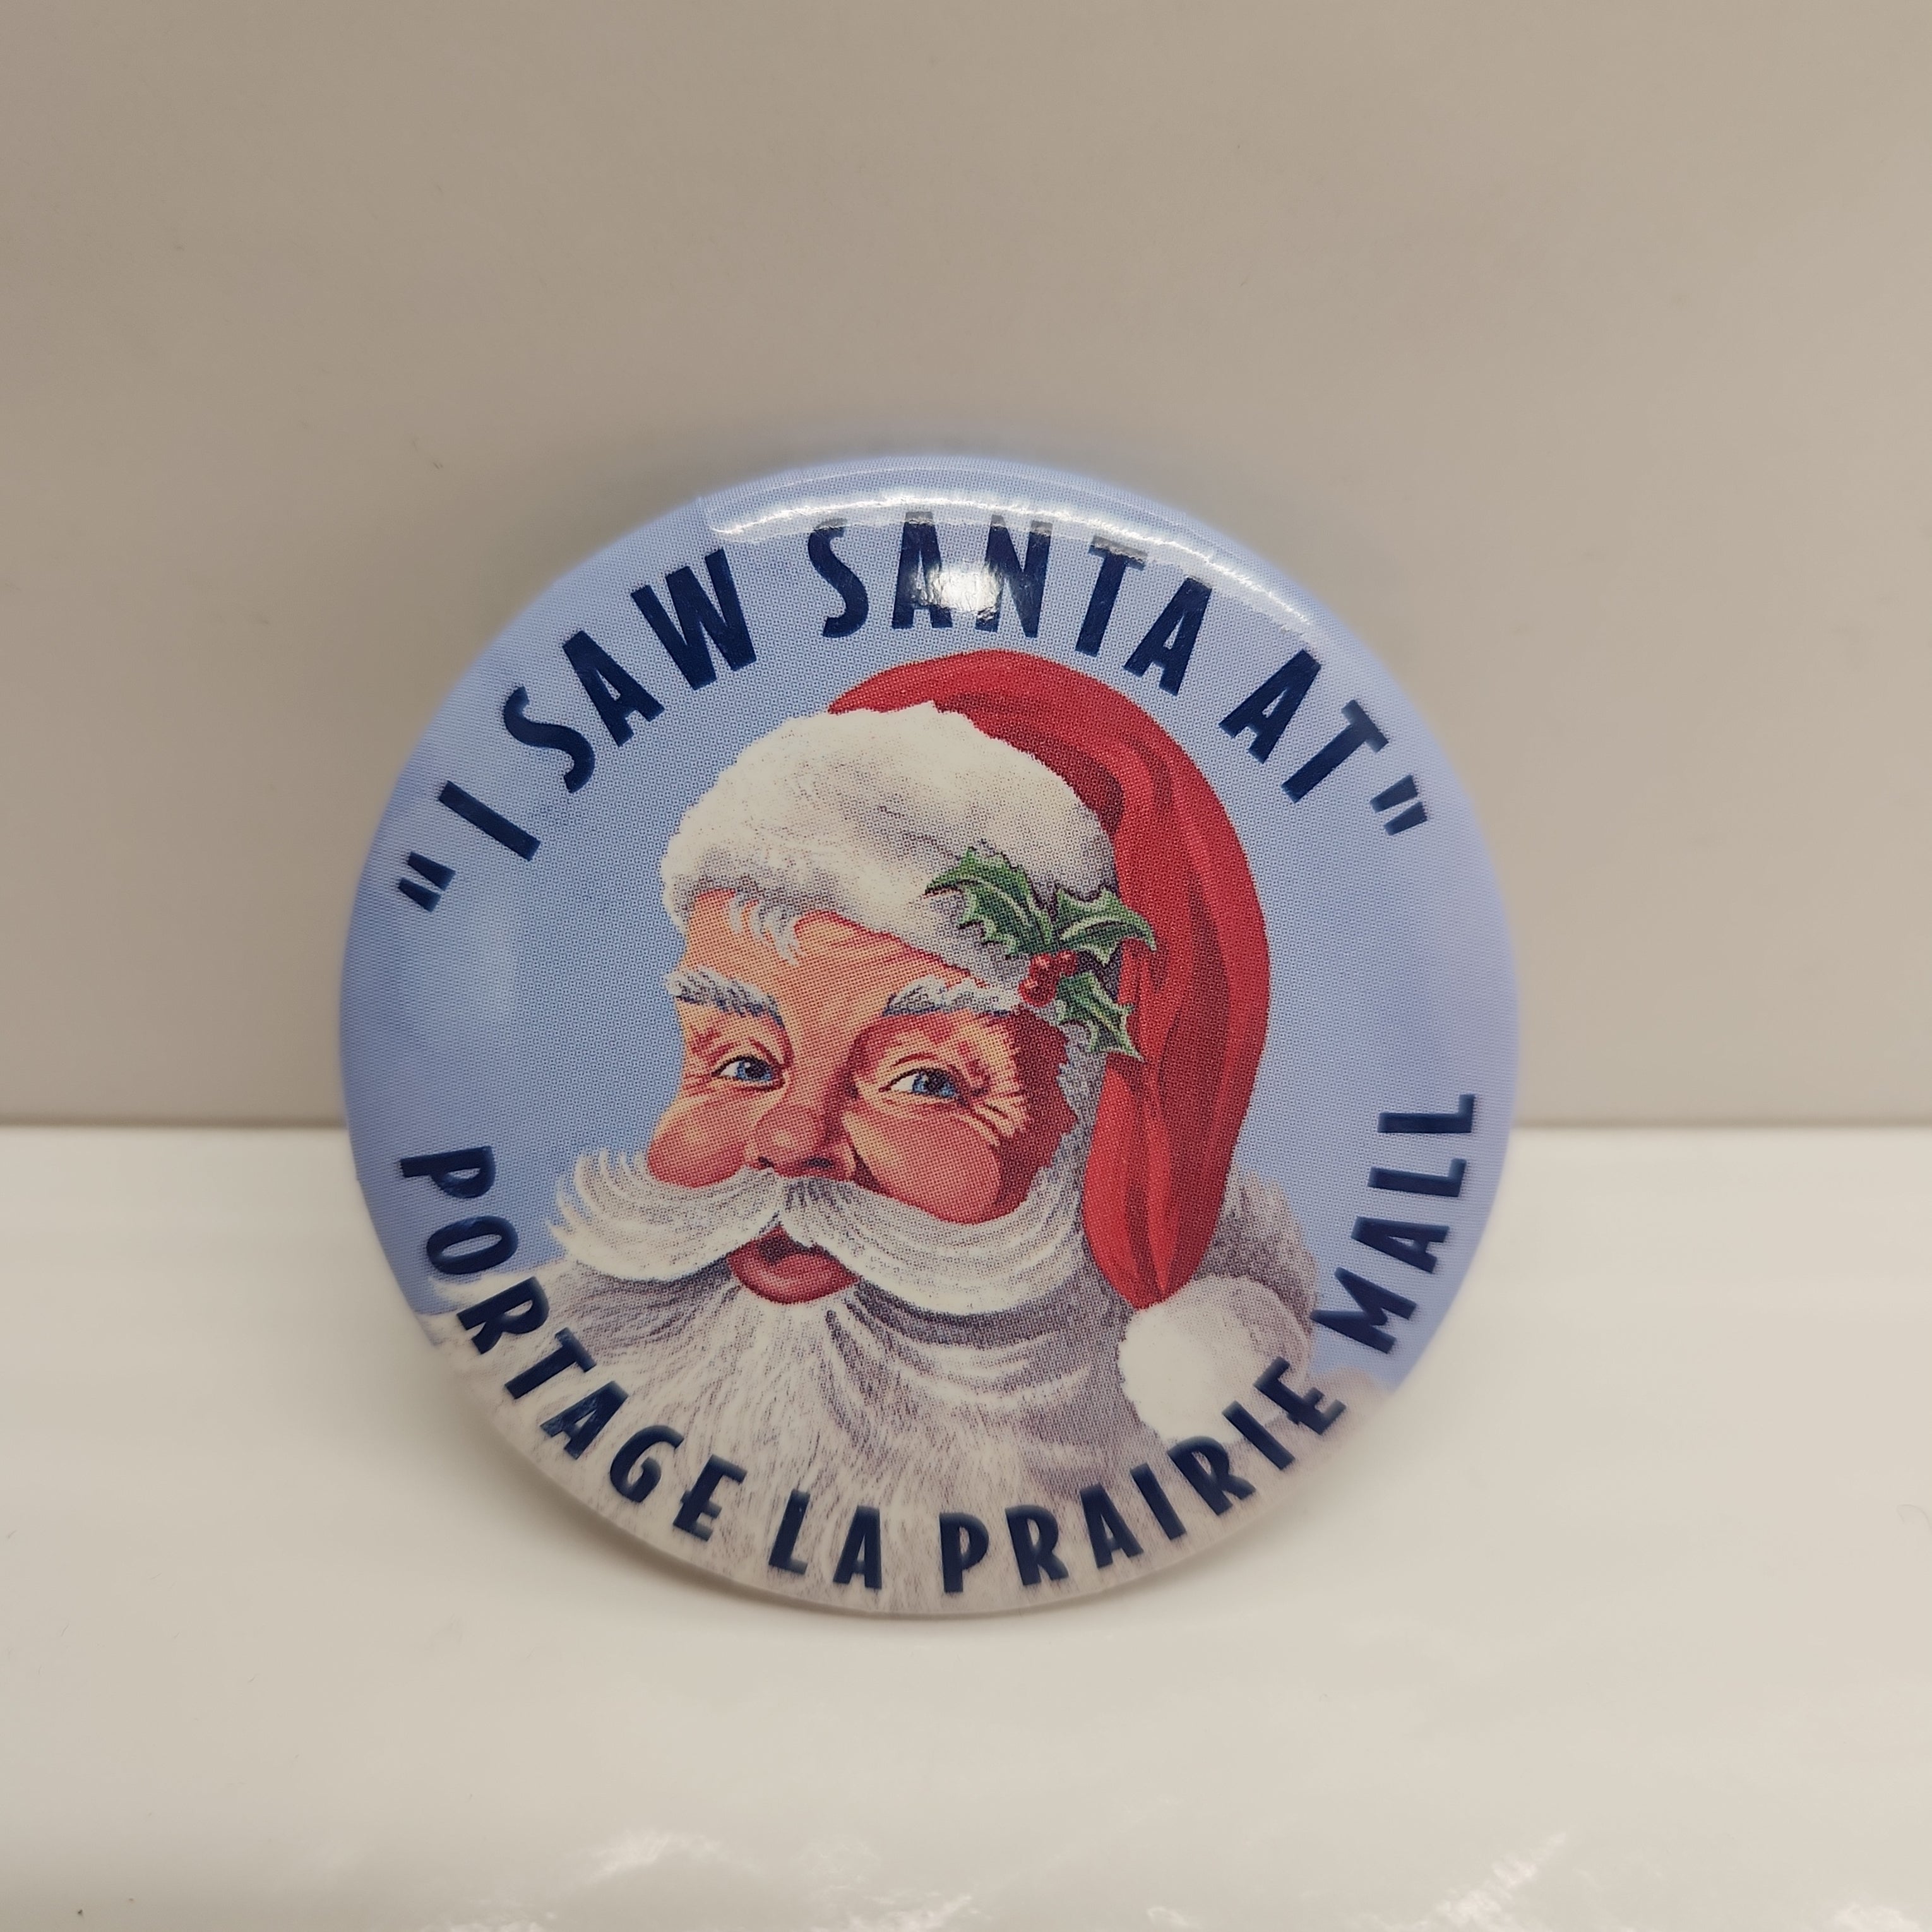 "I SAW SANTA AT"
PORTAGE LA PRAIRIE MALL